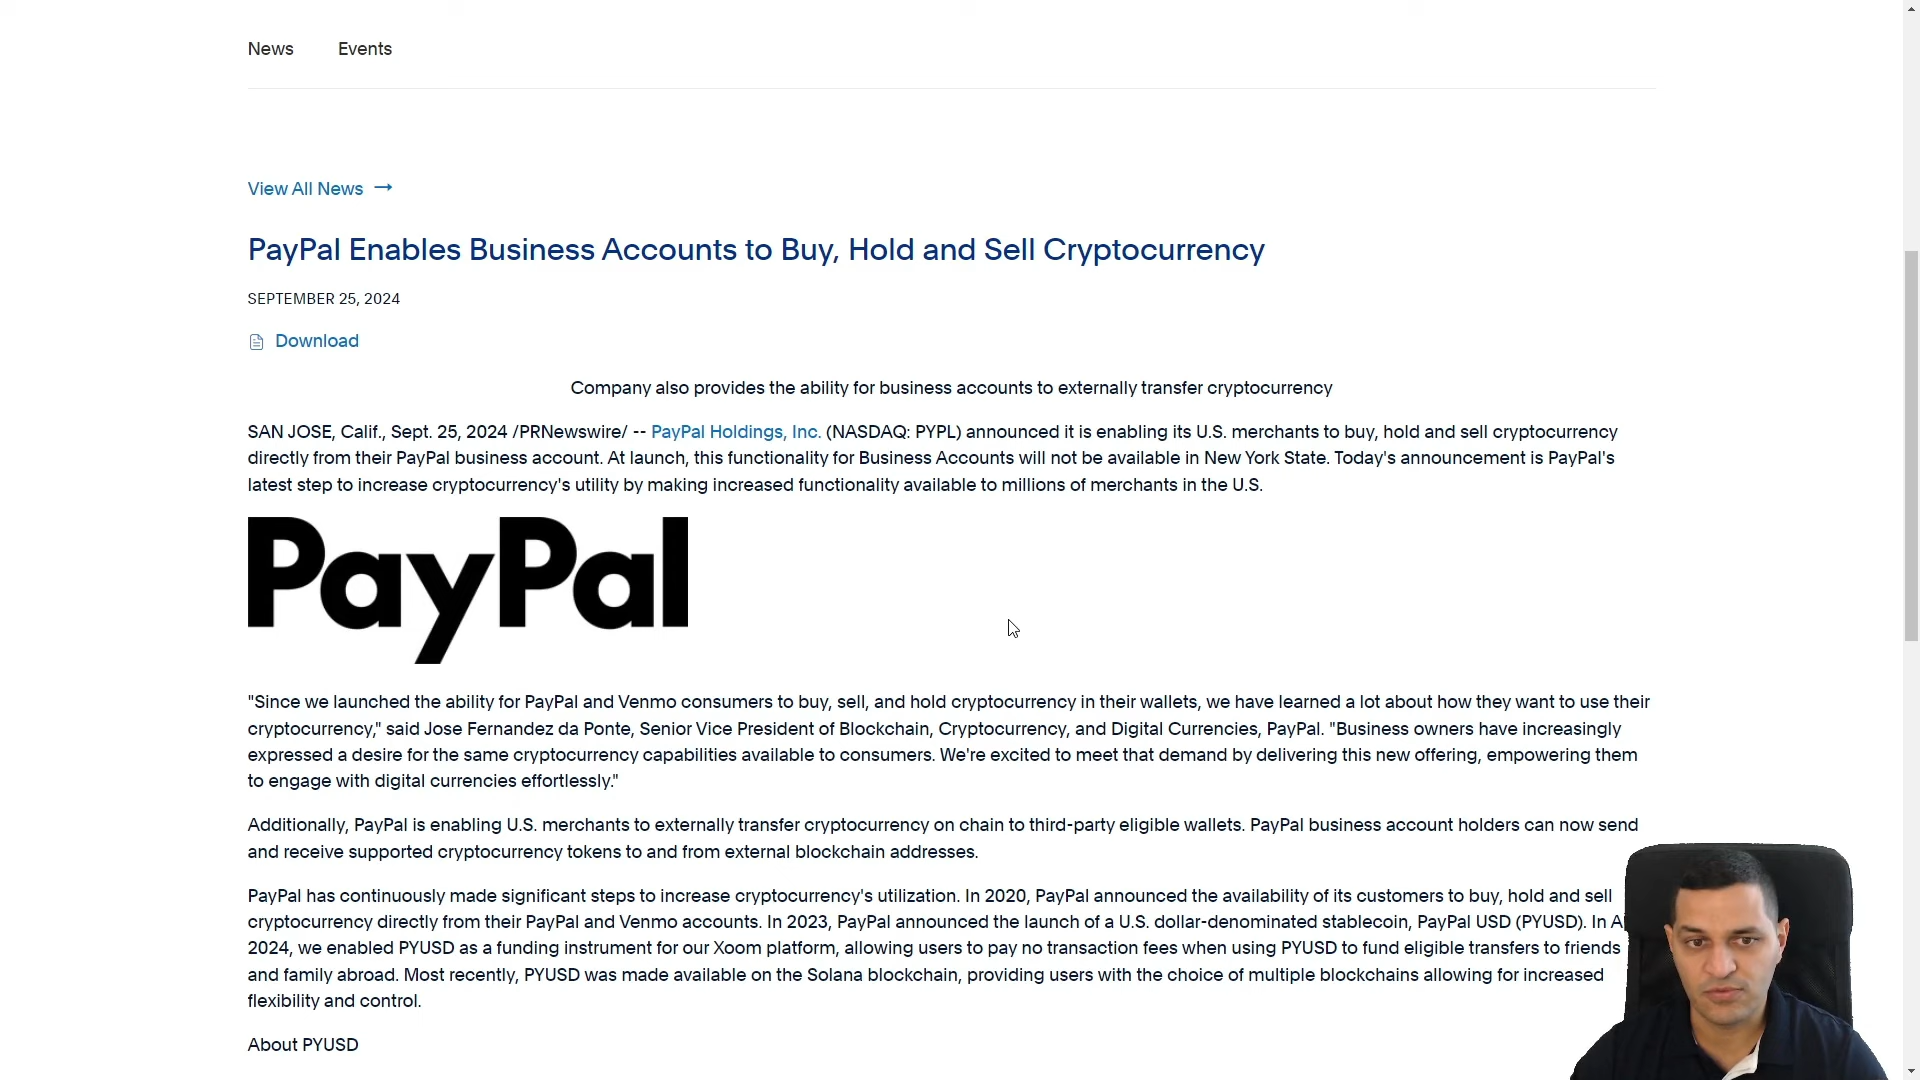 News Events
View All News →
PayPal Enables Business Accounts to Buy, Hold and Sell Cryptocurrency
SEPTEMBER 25, 2024
Download
Company also provides the ability for business accounts to externally transfer cryptocurrency
SAN JOSE, Calif., Sept. 25, 2024 /PRNewswire/ -- PayPal Holdings, Inc. (NASDAQ: PYPL) announced it is enabling its U.S. merchants to buy, hold and sell cryptocurrency
directly from their PayPal business account. At launch, this functionality for Business Accounts will not be available in New York State. Today's announcement is PayPal's
latest step to increase cryptocurrency's utility by making increased functionality available to millions of merchants in the U.S.
PayPal
"Since we launched the ability for PayPal and Venmo consumers to buy, sell, and hold cryptocurrency in their wallets, we have learned a lot about how they want to use their
cryptocurrency," said Jose Fernandez da Ponte, Senior Vice President of Blockchain, Cryptocurrency, and Digital Currencies, PayPal. "Business owners have increasingly
expressed a desire for the same cryptocurrency capabilities available to consumers. We're excited to meet that demand by delivering this new offering, empowering them
to engage with digital currencies effortlessly."
Additionally, PayPal is enabling U.S. merchants to externally transfer cryptocurrency on chain to third-party eligible wallets. PayPal business account holders can now send
and receive supported cryptocurrency tokens to and from external blockchain addresses.
PayPal has continuously made significant steps to increase cryptocurrency's utilization. In 2020, PayPal announced the availability of its customers to buy, hold and sell
cryptocurrency directly from their PayPal and Venmo accounts. In 2023, PayPal announced the launch of a U.S. dollar-denominated stablecoin, PayPal USD (PYUSD). In
2024, we enabled PYUSD as a funding instrument for our Xoom platform, allowing users to pay no transaction fees when using PYUSD to fund eligible transfers to friends
and family abroad. Most recently, PYUSD was made available on the Solana blockchain, providing users with the choice of multiple blockchains allowing for increased
flexibility and control.
About PYUSD